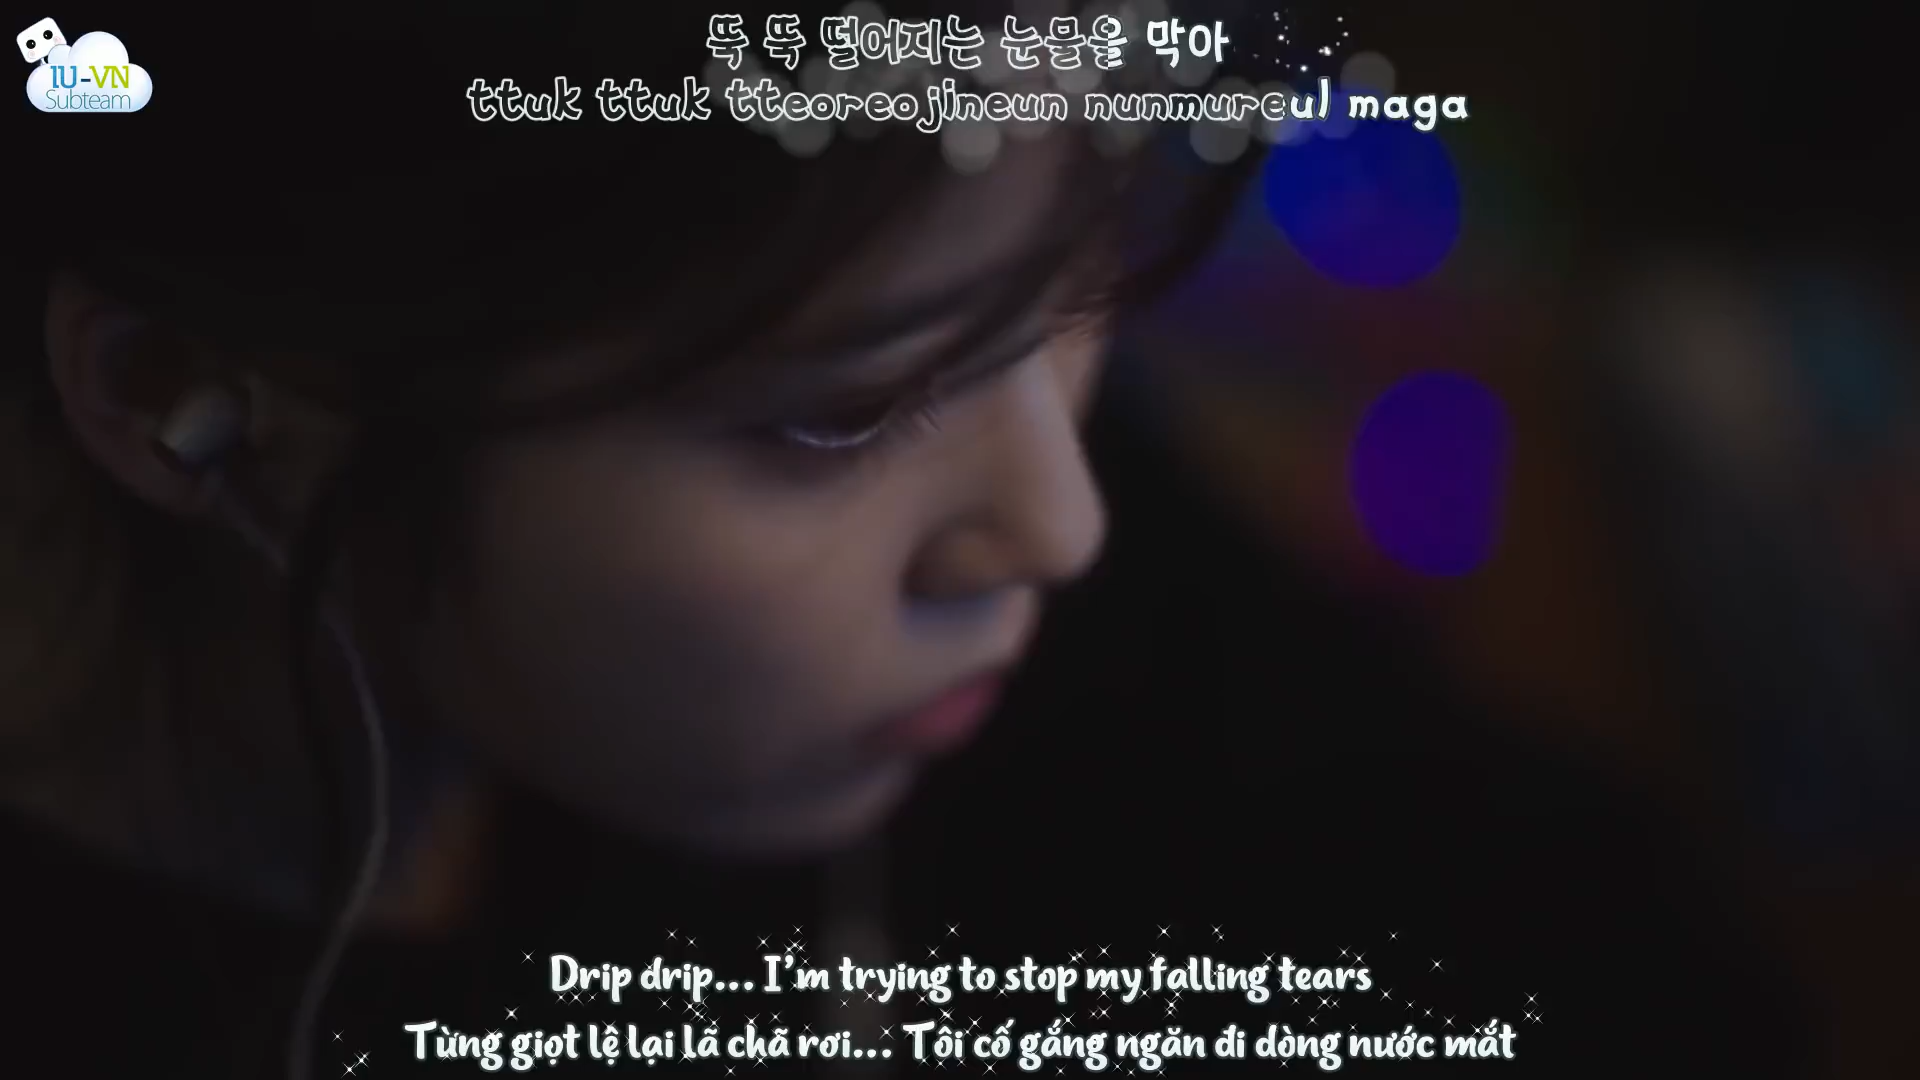 IU-VN
Subteam
뚝 뚝 떨어지는 눈물을 막아
ttuk ttuk tteoreojineun nunmureul maga
Drip drip... I'm trying to stop my falling tears
Từng giọt lệ lại lã chã rơi... Tôi cố gắng ngăn đi dòng nước mắt